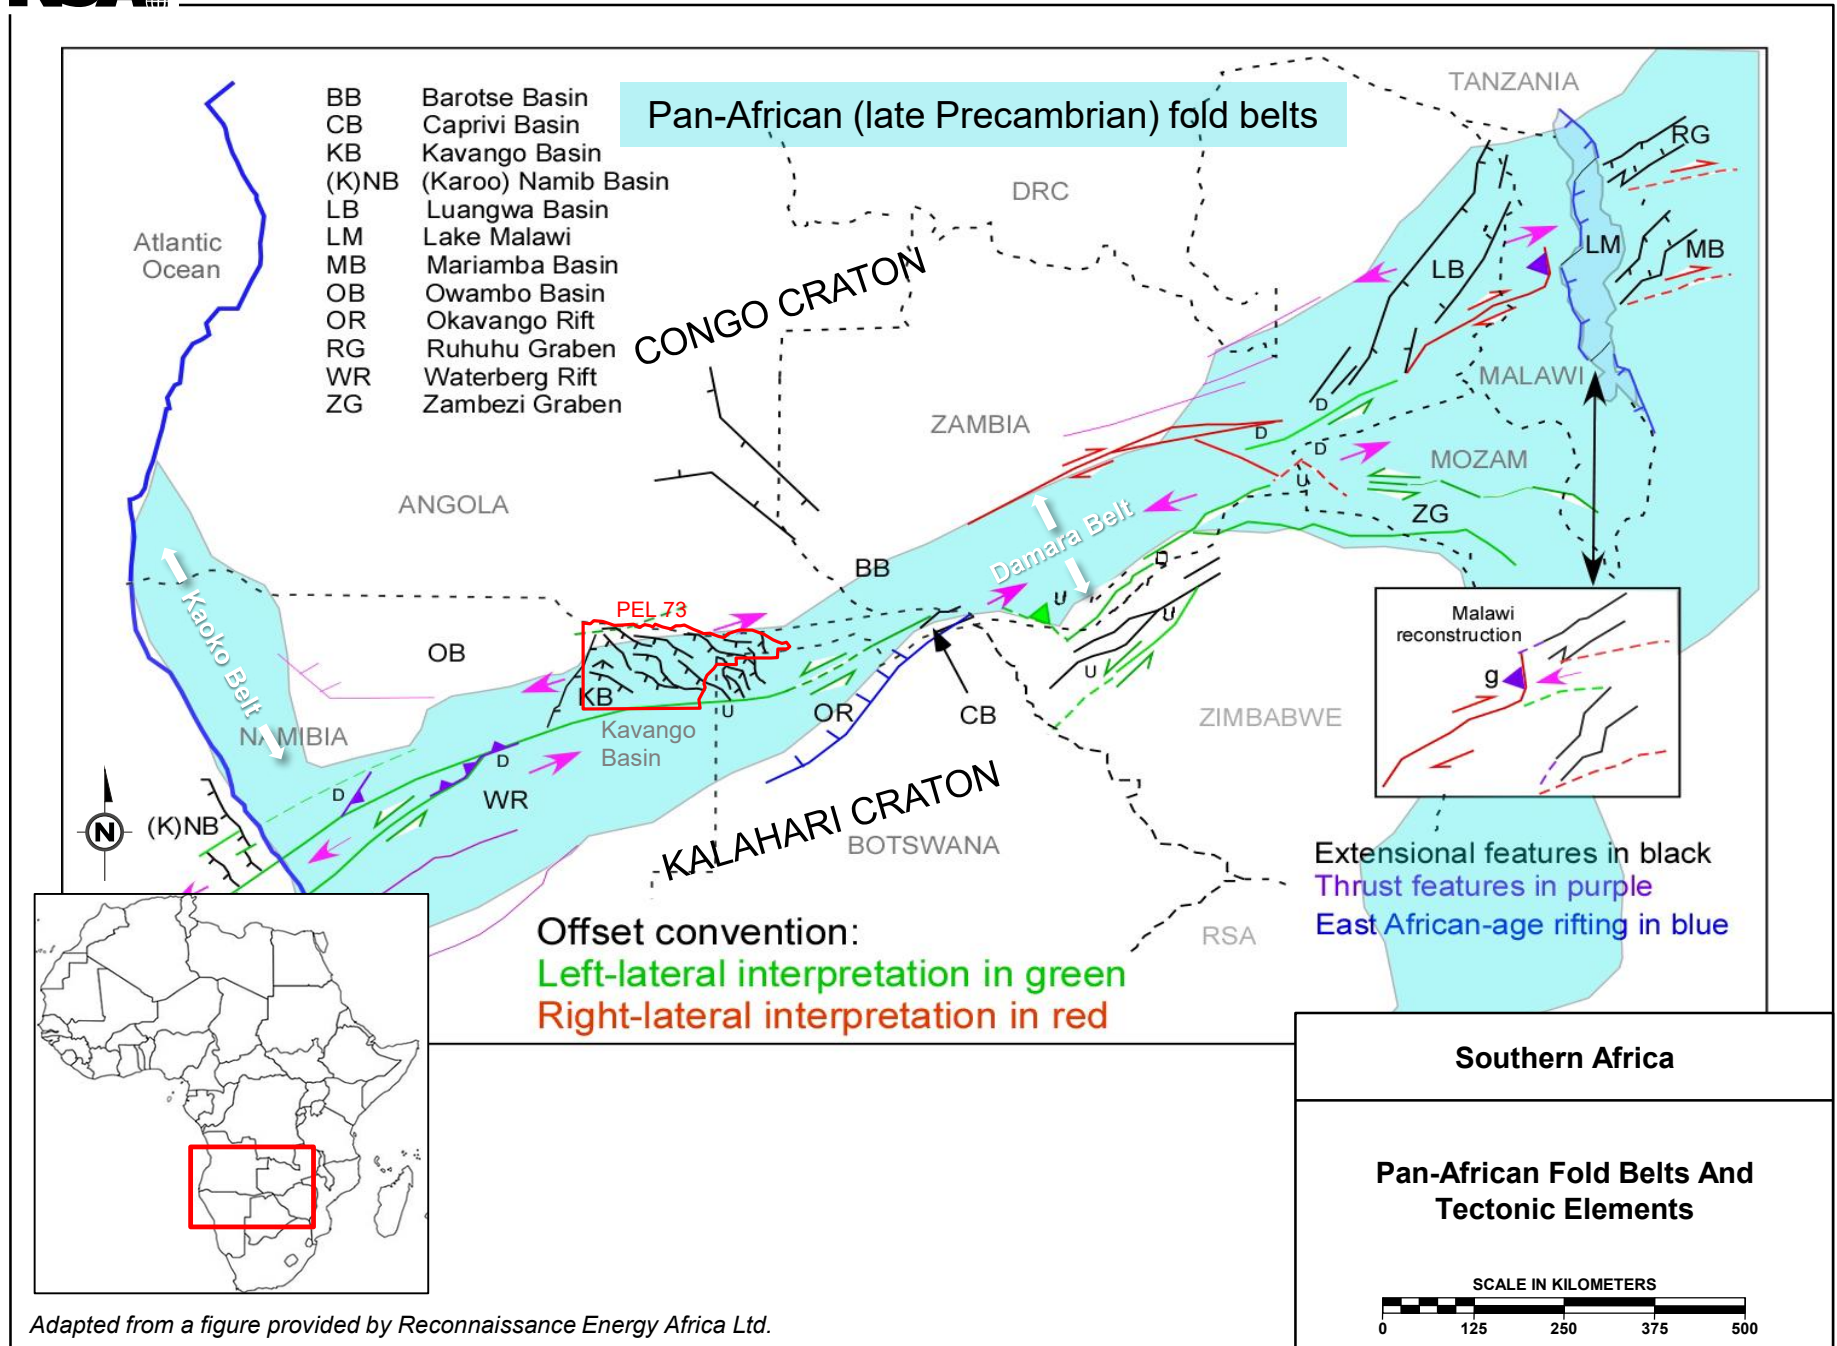 NSAI
BB Barotse Basin
CB Caprivi Basin
KB Kavango Basin
(K)NB (Karoo) Namib Basin
LB Luangwa Basin
LM Lake Malawi
MB Mariamba Basin
OB Owambo Basin
OR Okavango Rift
RG Ruhuhu Graben
WR Waterberg Rift
ZG Zambezi Graben
Pan-African (late Precambrian) fold belts
TANZANIA
RG
DRC
Atlantic
Ocean
LM
MB
LB
CONGO CRATON
MALAWI
D
ZAMBIA
D
D
MOZAM
U
ANGOLA
ZG
Damara Belt
BB
D
Kaoko Belt
U
U
PEL 73
Malawi
reconstruction
OB
U
g
KB
U
OR
CB
ZIMBABWE
NAMIBIA
Kavango
Basin
D
D
WR
(K)NB
N
KALAHARI CRATON
BOTSWANA
Extensional features in black
Thrust features in purple
East African-age rifting in blue
RSA
Offset convention:
Left-lateral interpretation in green
Right-lateral interpretation in red
Southern Africa
Pan-African Fold Belts And
Tectonic Elements
SCALE IN KILOMETERS
0 125 250 375 500
Adapted from a figure provided by Reconnaissance Energy Africa Ltd.